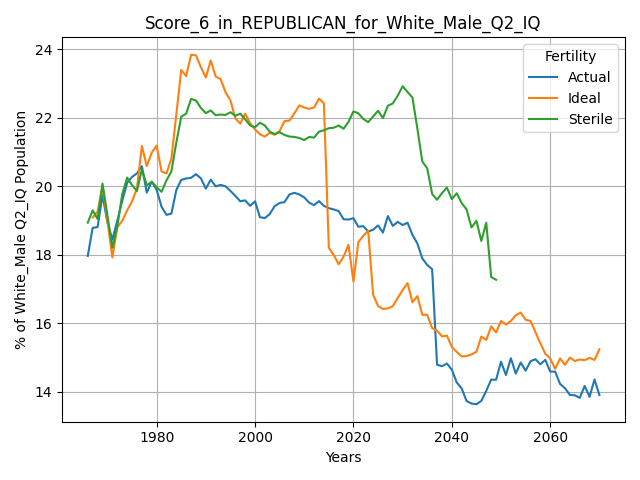 Score_6_in_REPUBLICAN_for_White_Male_Q2_IQ
% of White_Male Q2_IQ Population
24
22
20
18
16
14
Fertility
Actual
Ideal
Sterile
1980
2000
2020
2040
2060
Years